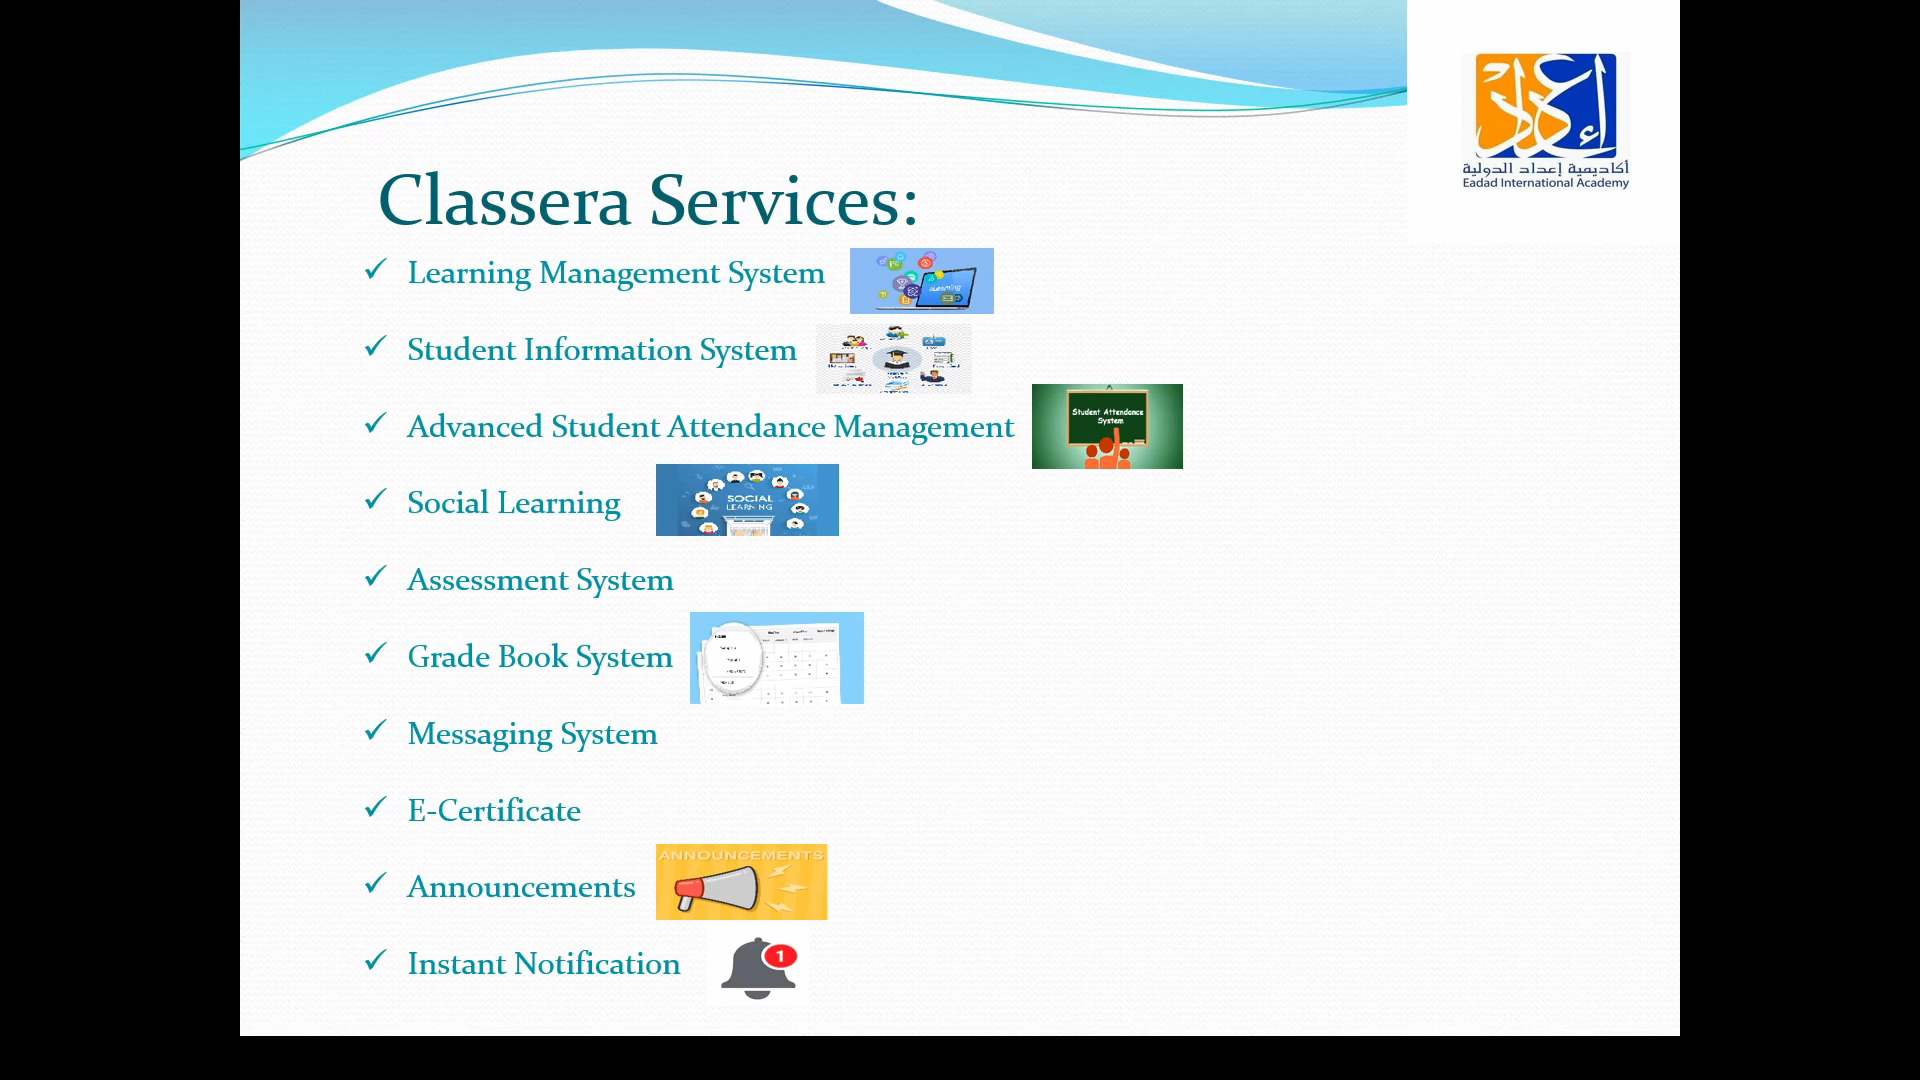 أكاديمية إعداد الدولية
Eadad International Academy
Classera Services:
✓ Learning Management System
eLearning
✓ Student Information System
✓ Advanced Student Attendance Management
Student Attendance
System
✓ Social Learning
SOCIAL
LEARNING
✓ Assessment System
✓ Grade Book System
✓ Messaging System
✓ E-Certificate
ANNOUNCEMENTS
✓ Announcements
✓ Instant Notification
1